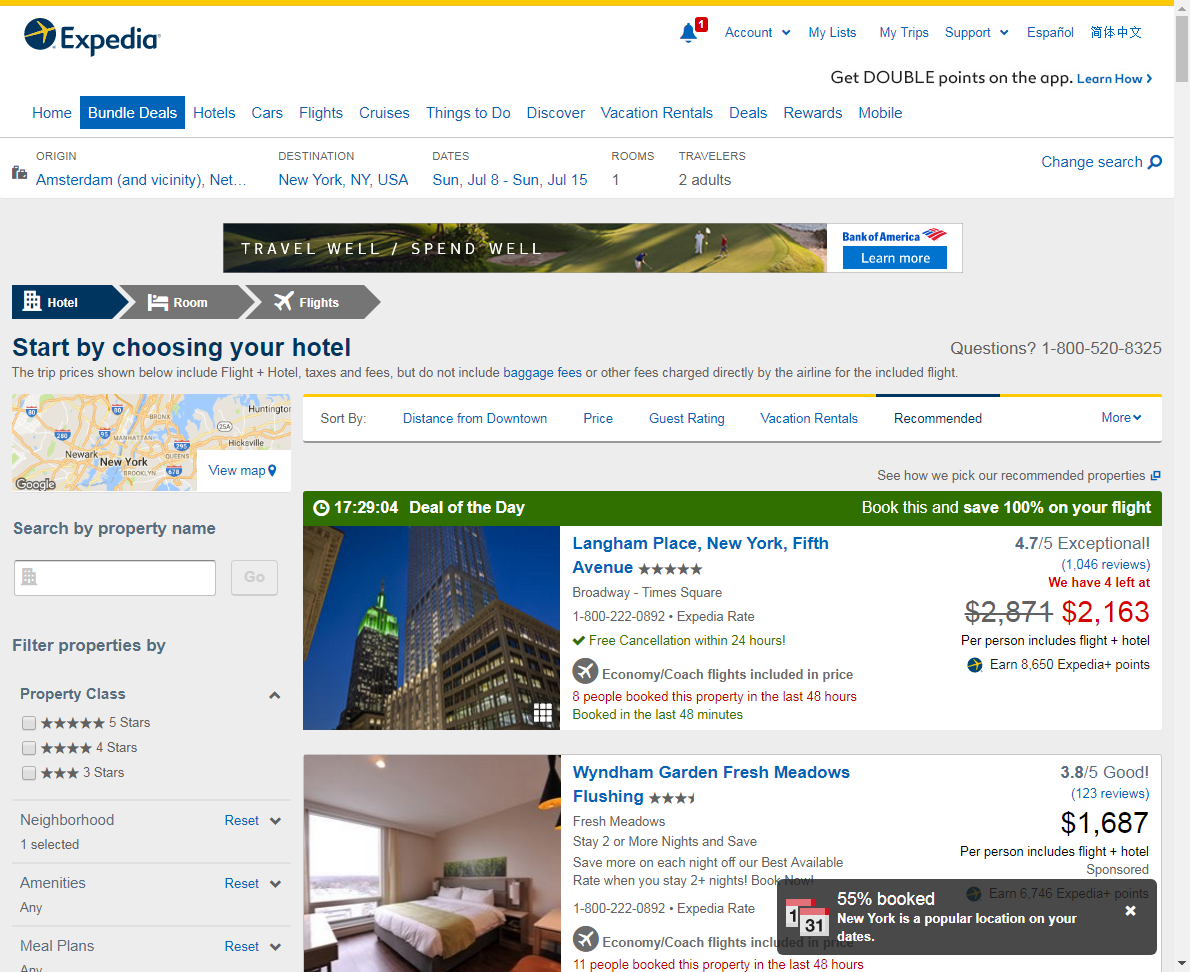 Expedia
1
Account
My Lists
My Trips
Support
Español
简体中文
Get DOUBLE points on the app. Learn How
Home
Bundle Deals
Hotels
Cars
Flights
Cruises
Things to Do
Discover
Vacation Rentals
Deals
Rewards
Mobile
ORIGIN
Amsterdam (and vicinity), Net...
DESTINATION
New York, NY, USA
DATES
Sun, Jul 8 - Sun, Jul 15
ROOMS
1
TRAVELERS
2 adults
Change search
TRAVEL WELL / SPEND WELL
Bank of America
Learn more
Hotel
Room
Flights
Start by choosing your hotel
Questions? 1-800-520-8325
The trip prices shown below include Flight + Hotel, taxes and fees, but do not include baggage fees or other fees charged directly by the airline for the included flight.
80
80
BRONX
Huntington
280
95
25A
MANHATTAN
Hicksville
295
QUEENS
Newark
New York
BROOKLYN
678
Google
View map
Sort By:
Distance from Downtown
Price
Guest Rating
Vacation Rentals
Recommended
More
See how we pick our recommended properties
Search by property name
Go
Filter properties by
Property Class
5 Stars
4 Stars
3 Stars
Neighborhood
Reset
1 selected
Amenities
Reset
Any
Meal Plans
Reset
Any
17:29:04 Deal of the Day
Book this and save 100% on your flight
Langham Place, New York, Fifth
Avenue
Broadway - Times Square
1-800-222-0892 • Expedia Rate
Free Cancellation within 24 hours!
Economy/Coach flights included in price
8 people booked this property in the last 48 hours
Booked in the last 48 minutes
4.7/5 Exceptional!
(1,046 reviews)
We have 4 left at
$2,871 $2,163
Per person includes flight + hotel
Earn 8,650 Expedia+ points
Wyndham Garden Fresh Meadows
Flushing
Fresh Meadows
Stay 2 or More Nights and Save
Save more on each night off our Best Available
Rate when you stay 2+ nights! Book Now!
1-800-222-0892 • Expedia Rate
Economy/Coach flights included in price
11 people booked this property in the last 48 hours
3.8/5 Good!
(123 reviews)
$1,687
Per person includes flight + hotel
Sponsored
Earn 6,746 Expedia+ points
1
31
55% booked
New York is a popular location on your
dates.